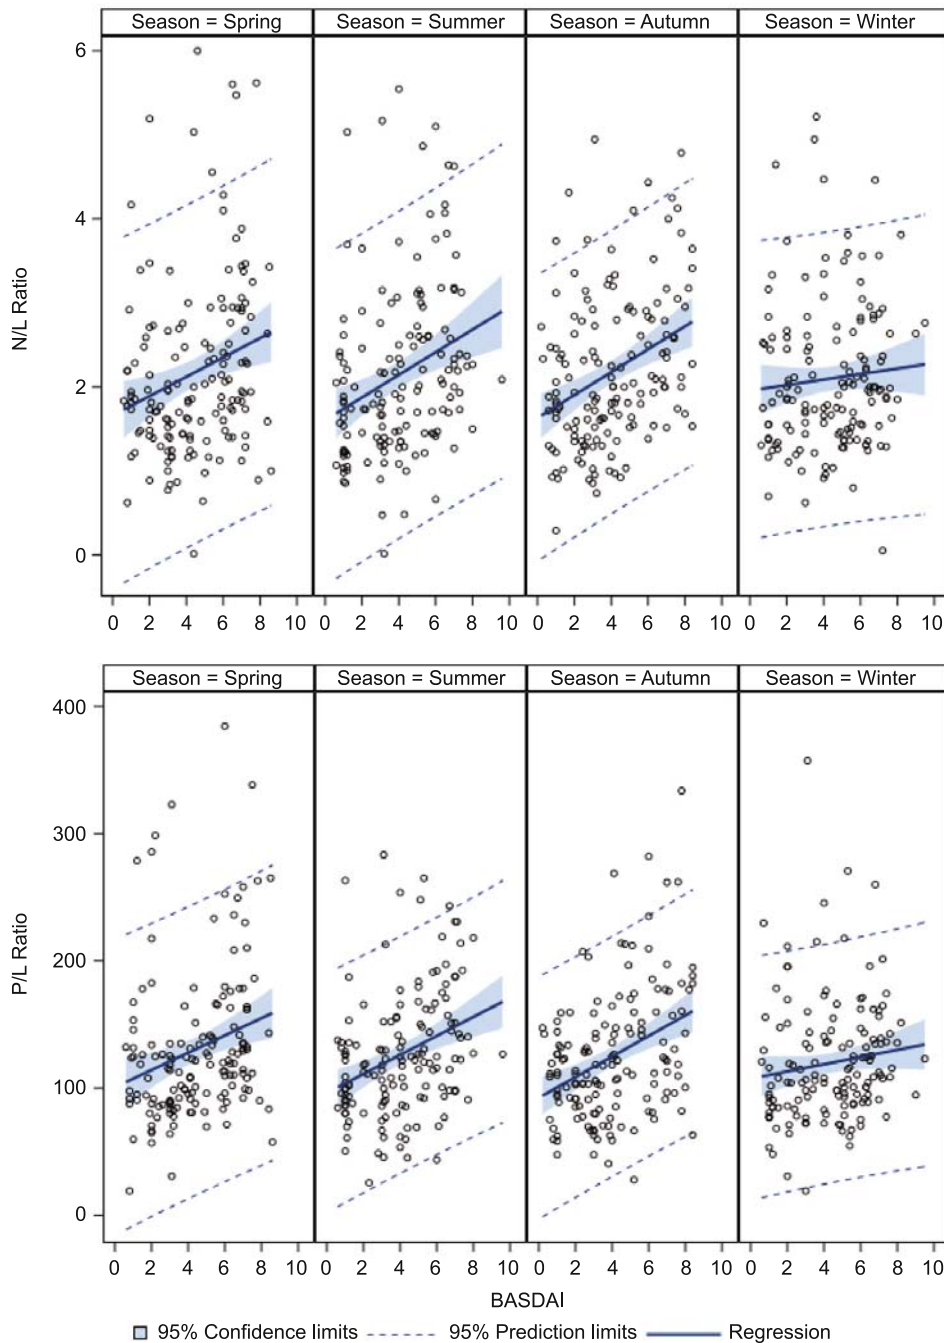 Season = Spring Season = Summer Season = Autumn Season = Winter
6
4
2
0
N/L Ratio
0 2 4 6 8 10 0 2 4 6 8 10 0 2 4 6 8 10 0 2 4 6 8 10
Season = Spring Season = Summer Season = Autumn Season = Winter
400
300
200
100
0
P/L Ratio
0 2 4 6 8 10 0 2 4 6 8 10 0 2 4 6 8 10 0 2 4 6 8 10
BASDAI
95% Confidence limits 95% Prediction limits Regression